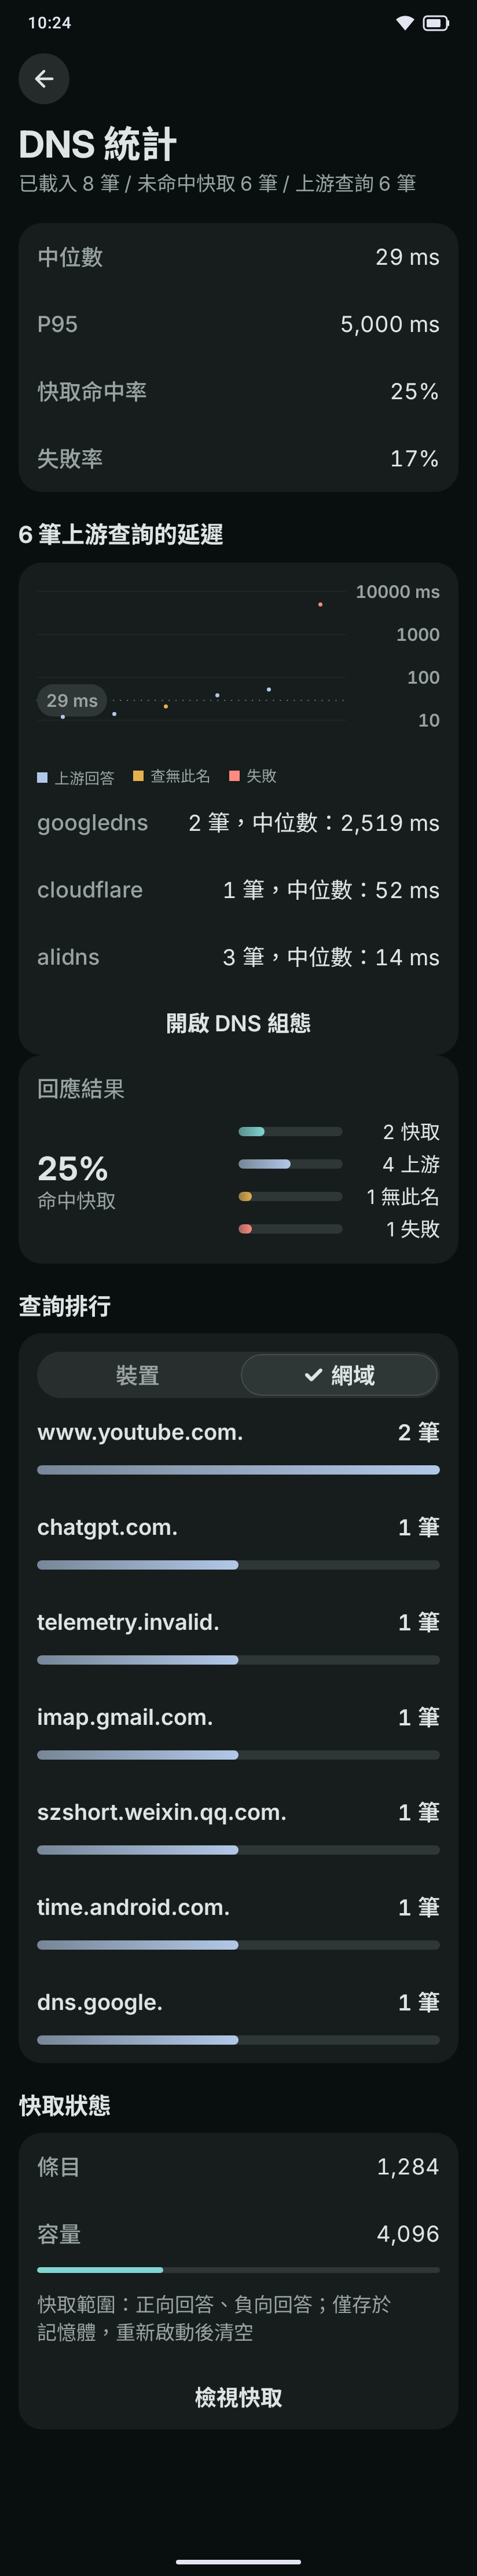 10:24
DNS 統計
已載入 8 筆 / 未命中快取 6 筆 / 上游查詢 6 筆
中位數 29 ms
P95 5,000 ms
快取命中率 25%
失敗率 17%
6 筆上游查詢的延遲
10000 ms
1000
100
29 ms
10
上游回答 查無此名 失敗
googledns 2 筆，中位數：2,519 ms
cloudflare 1 筆，中位數：52 ms
alidns 3 筆，中位數：14 ms
開啟 DNS 組態
回應結果
25%
命中快取
2 快取
4 上游
1 無此名
1 失敗
查詢排行
裝置 網域
www.youtube.com. 2 筆
chatgpt.com. 1 筆
telemetry.invalid. 1 筆
imap.gmail.com. 1 筆
szshort.weixin.qq.com. 1 筆
time.android.com. 1 筆
dns.google. 1 筆
快取狀態
條目 1,284
容量 4,096
快取範圍：正向回答、負向回答；僅存於
記憶體，重新啟動後清空
檢視快取